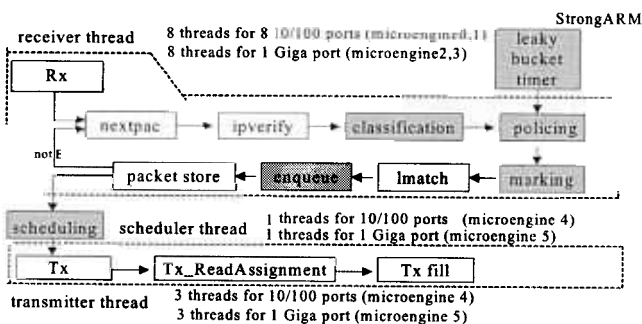 StrongARM
receiver thread
8 threads for 8 10/100 ports (microengine0,1)
8 threads for 1 Giga port (microengine2,3)
leaky
bucket
timer
Rx
nextpac
ipverify
classification
policing
not E
packet store
enqueue
lmatch
marking
scheduling
scheduler thread
1 threads for 10/100 ports (microengine 4)
1 threads for 1 Giga port (microengine 5)
Tx
Tx_ReadAssignment
Tx fill
transmitter thread
3 threads for 10/100 ports (microengine 4)
3 threads for 1 Giga port (microengine 5)